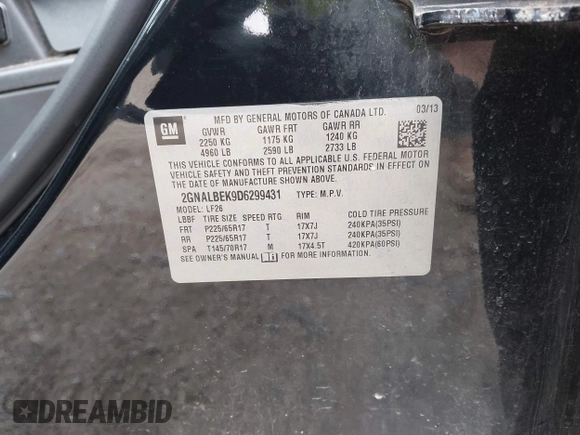 MFD BY GENERAL MOTORS OF CANADA LTD. 03/13
GM
GVWR GAWR FRT GAWR RR
2250 KG 1175 KG 1240 KG
4960 LB 2590 LB 2733 LB
THIS VEHICLE CONFORMS TO ALL APPLICABLE U.S. FEDERAL MOTOR
VEHICLE SAFETY AND THEFT PREVENTION STANDARDS IN EFFECT ON
THE DATE OF MANUFACTURE SHOWN ABOVE.
2GNALBEK9D6299431 TYPE: M.P.V.
MODEL: LF26
LBBF TIRE SIZE SPEED RTG RIM COLD TIRE PRESSURE
FRT P225/65R17 T 17X7J 240KPA(35PSI)
RR P225/65R17 T 17X7J 240KPA(35PSI)
SPA T145/70R17 M 17X4.5T 420KPA(60PSI)
SEE OWNER'S MANUAL i FOR MORE INFORMATION.
DREAMBID